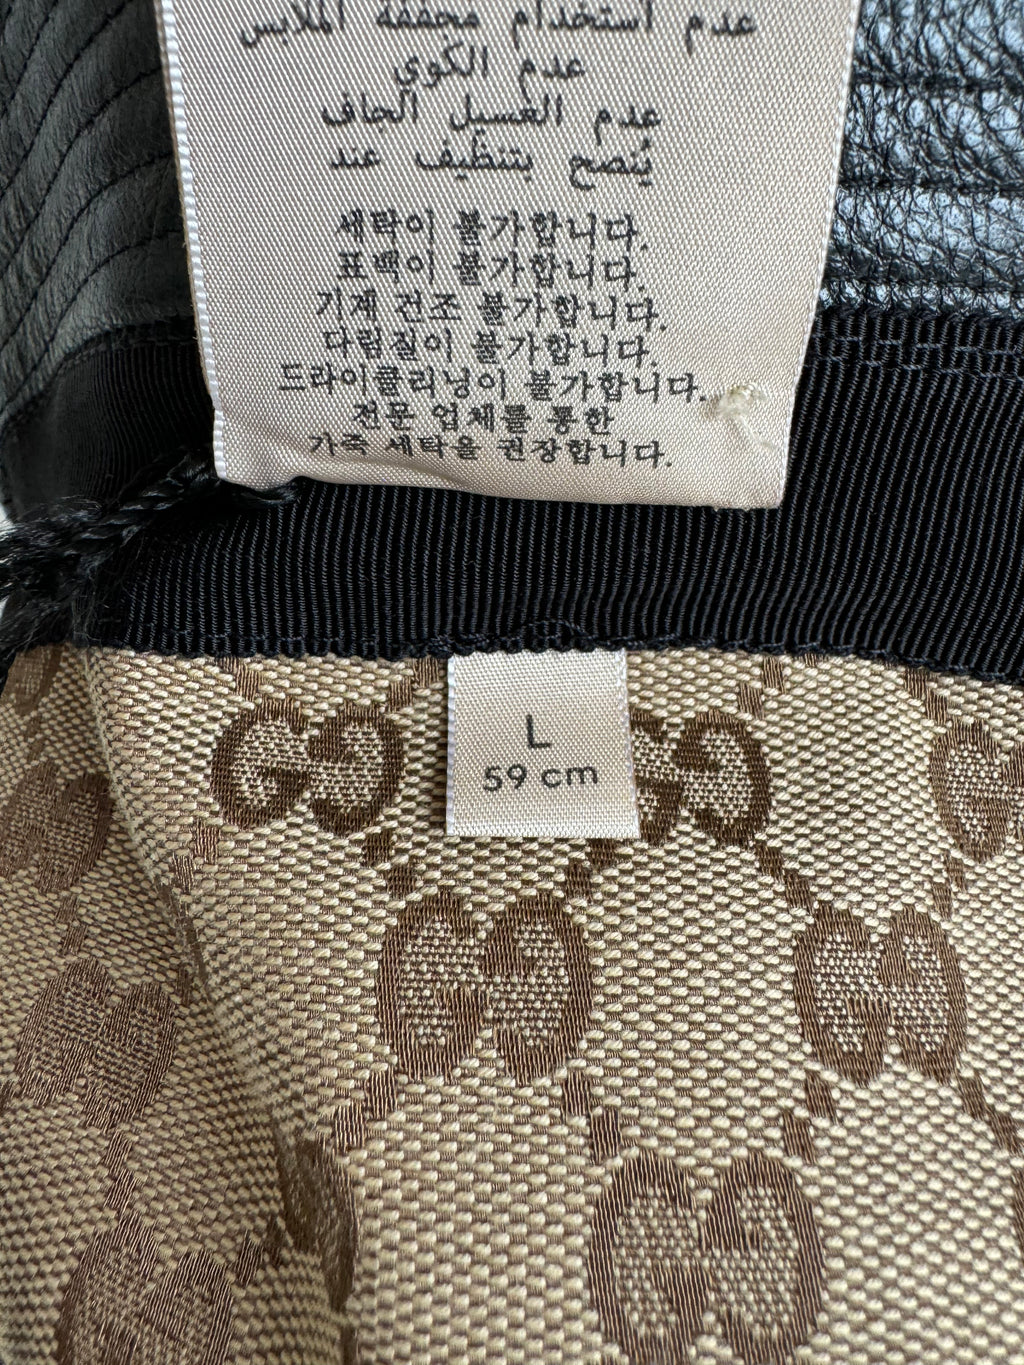 عدم استخدام مجففة الملابس
عدم الكوي
عدم الغسيل الجاف
يُنصح بتنظيف عند
세탁이 불가합니다.
표백이 불가합니다.
기계 건조 불가합니다.
다림질이 불가합니다.
드라이클리닝이 불가합니다.
전문 업체를 통한
가죽 세탁을 권장합니다.
L
59 cm